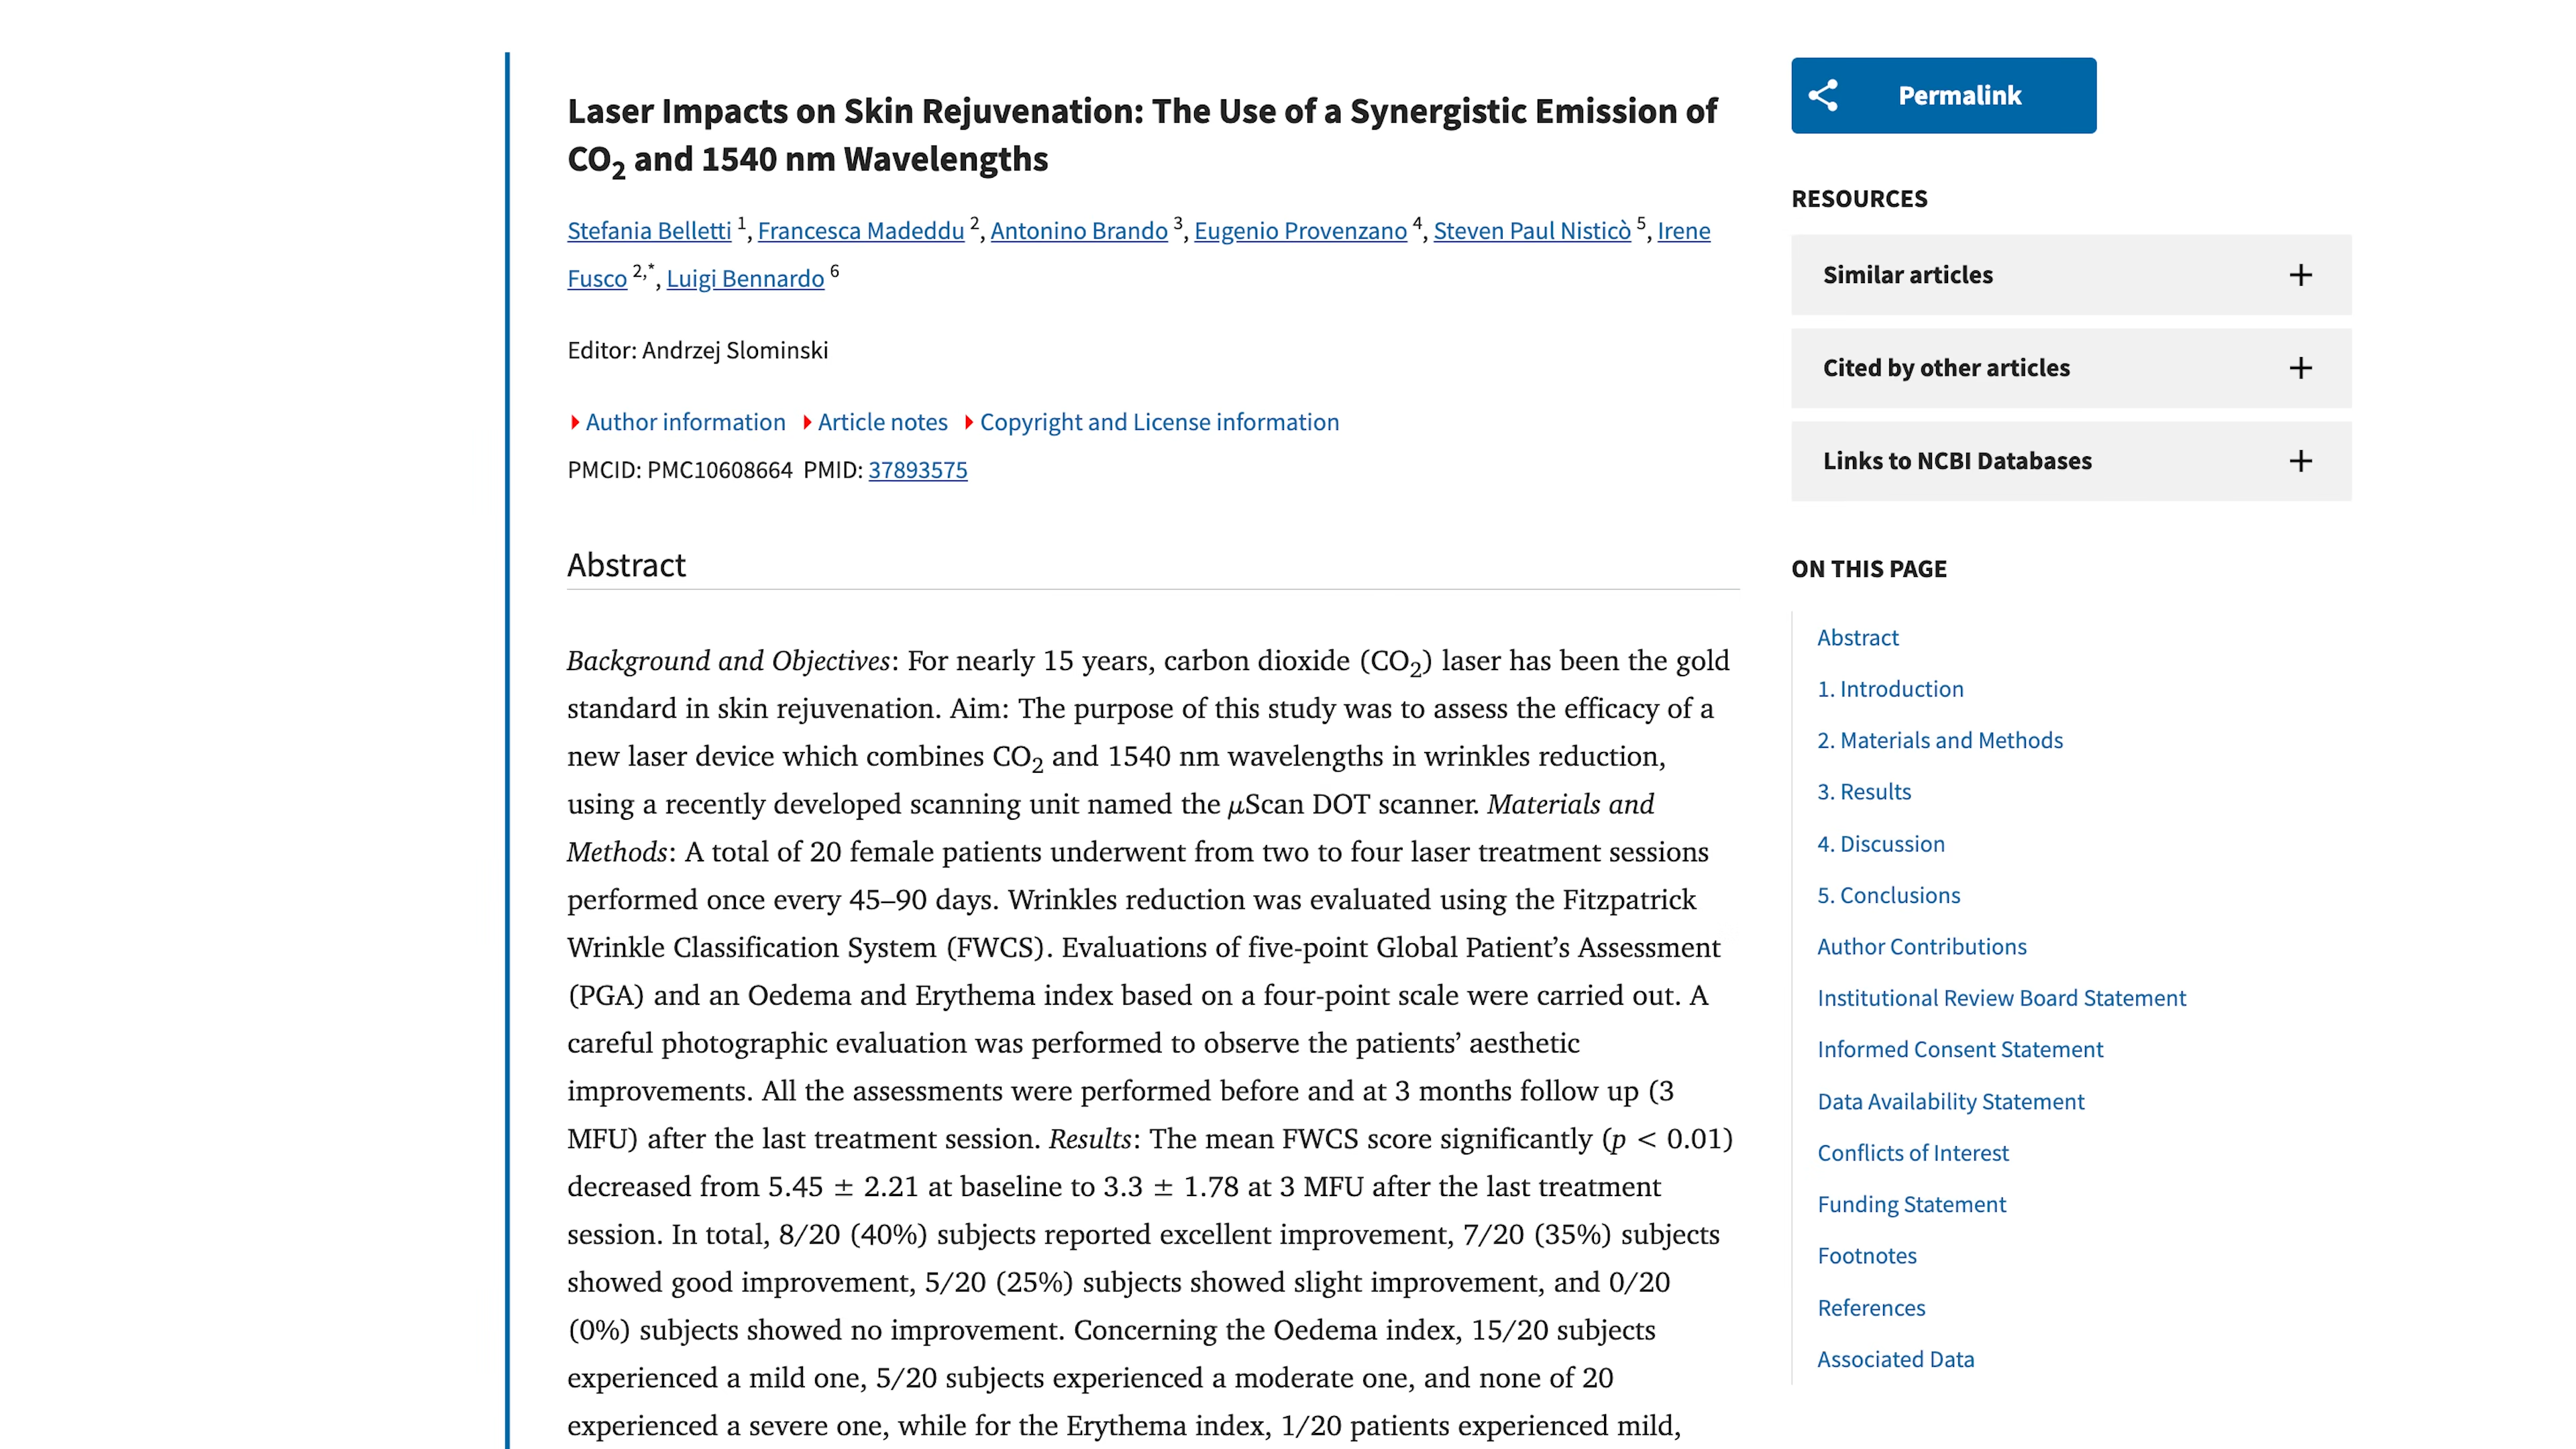 Laser Impacts on Skin Rejuvenation: The Use of a Synergistic Emission of
CO2 and 1540 nm Wavelengths
Stefania Belletti 1, Francesca Madeddu 2, Antonino Brando 3, Eugenio Provenzano 4, Steven Paul Nisticò 5, Irene
Fusco 2,*, Luigi Bennardo 6
Editor: Andrzej Slominski
Author information Article notes Copyright and License information
PMCID: PMC10608664 PMID: 37893575
Abstract
Background and Objectives: For nearly 15 years, carbon dioxide (CO2) laser has been the gold
standard in skin rejuvenation. Aim: The purpose of this study was to assess the efficacy of a
new laser device which combines CO2 and 1540 nm wavelengths in wrinkles reduction,
using a recently developed scanning unit named the μScan DOT scanner. Materials and
Methods: A total of 20 female patients underwent from two to four laser treatment sessions
performed once every 45–90 days. Wrinkles reduction was evaluated using the Fitzpatrick
Wrinkle Classification System (FWCS). Evaluations of five-point Global Patient’s Assessment
(PGA) and an Oedema and Erythema index based on a four-point scale were carried out. A
careful photographic evaluation was performed to observe the patients’ aesthetic
improvements. All the assessments were performed before and at 3 months follow up (3
MFU) after the last treatment session. Results: The mean FWCS score significantly (p < 0.01)
decreased from 5.45 ± 2.21 at baseline to 3.3 ± 1.78 at 3 MFU after the last treatment
session. In total, 8/20 (40%) subjects reported excellent improvement, 7/20 (35%) subjects
showed good improvement, 5/20 (25%) subjects showed slight improvement, and 0/20
(0%) subjects showed no improvement. Concerning the Oedema index, 15/20 subjects
experienced a mild one, 5/20 subjects experienced a moderate one, and none of 20
experienced a severe one, while for the Erythema index, 1/20 patients experienced mild,
Permalink
RESOURCES
Similar articles
Cited by other articles
Links to NCBI Databases
ON THIS PAGE
Abstract
1. Introduction
2. Materials and Methods
3. Results
4. Discussion
5. Conclusions
Author Contributions
Institutional Review Board Statement
Informed Consent Statement
Data Availability Statement
Conflicts of Interest
Funding Statement
Footnotes
References
Associated Data